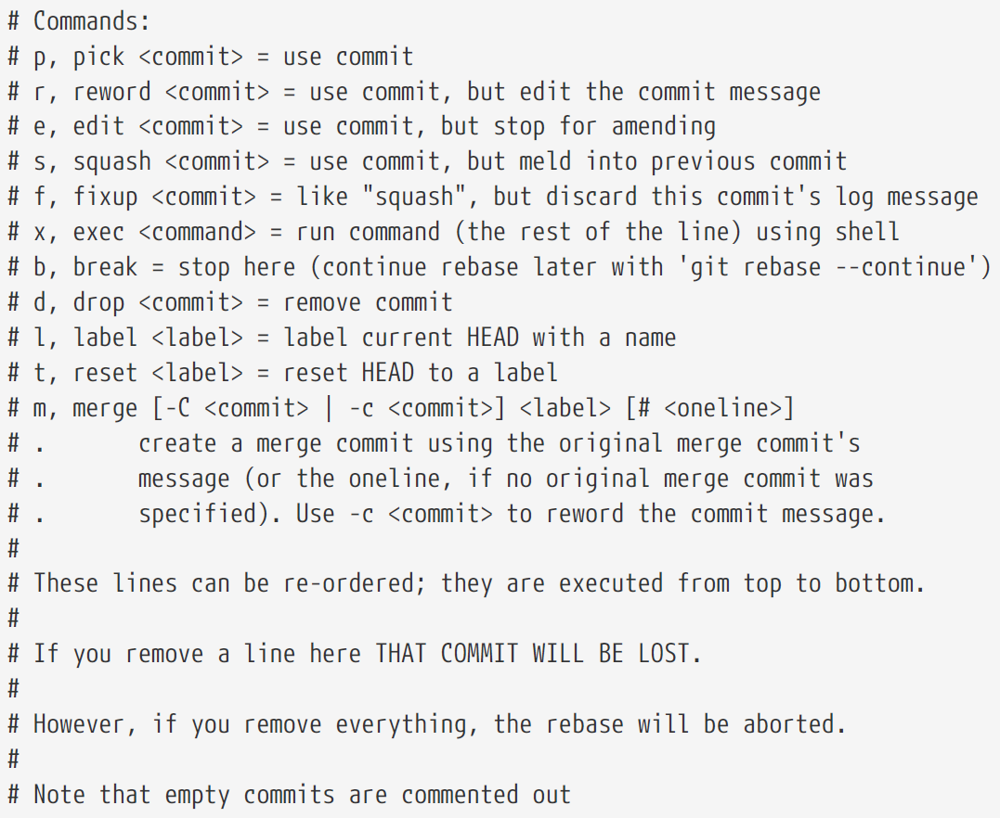 # Commands:
# p, pick <commit> = use commit
# r, reword <commit> = use commit, but edit the commit message
# e, edit <commit> = use commit, but stop for amending
# s, squash <commit> = use commit, but meld into previous commit
# f, fixup <commit> = like "squash", but discard this commit's log message
# x, exec <command> = run command (the rest of the line) using shell
# b, break = stop here (continue rebase later with 'git rebase --continue')
# d, drop <commit> = remove commit
# l, label <label> = label current HEAD with a name
# t, reset <label> = reset HEAD to a label
# m, merge [-C <commit> | -c <commit>] <label> [# <oneline>]
# .       create a merge commit using the original merge commit's
# .       message (or the oneline, if no original merge commit was
# .       specified). Use -c <commit> to reword the commit message.
#
# These lines can be re-ordered; they are executed from top to bottom.
#
# If you remove a line here THAT COMMIT WILL BE LOST.
#
# However, if you remove everything, the rebase will be aborted.
#
# Note that empty commits are commented out